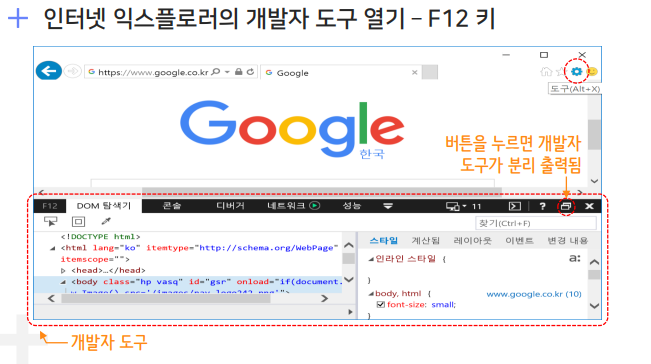 인터넷 익스플로러의 개발자 도구 열기 – F12 키
https://www.google.co.kr
Google
도구(Alt+X)
Google
한국
버튼을 누르면 개발자
도구가 분리 출력됨
F12 DOM 탐색기 콘솔 디버거 네트워크 성능 11 ?
찾기(Ctrl+F)
<!DOCTYPE html>
<html lang="ko" itemtype="http://schema.org/WebPage"
itemscope="">
<head>…</head>
<body class="hp vasq" id="gsr" onload="if(document.
스타일 계산됨 레이아웃 이벤트 변경 내용
인라인 스타일 {
a:
}
body, html { www.google.co.kr (10)
font-size: small;
}
개발자 도구